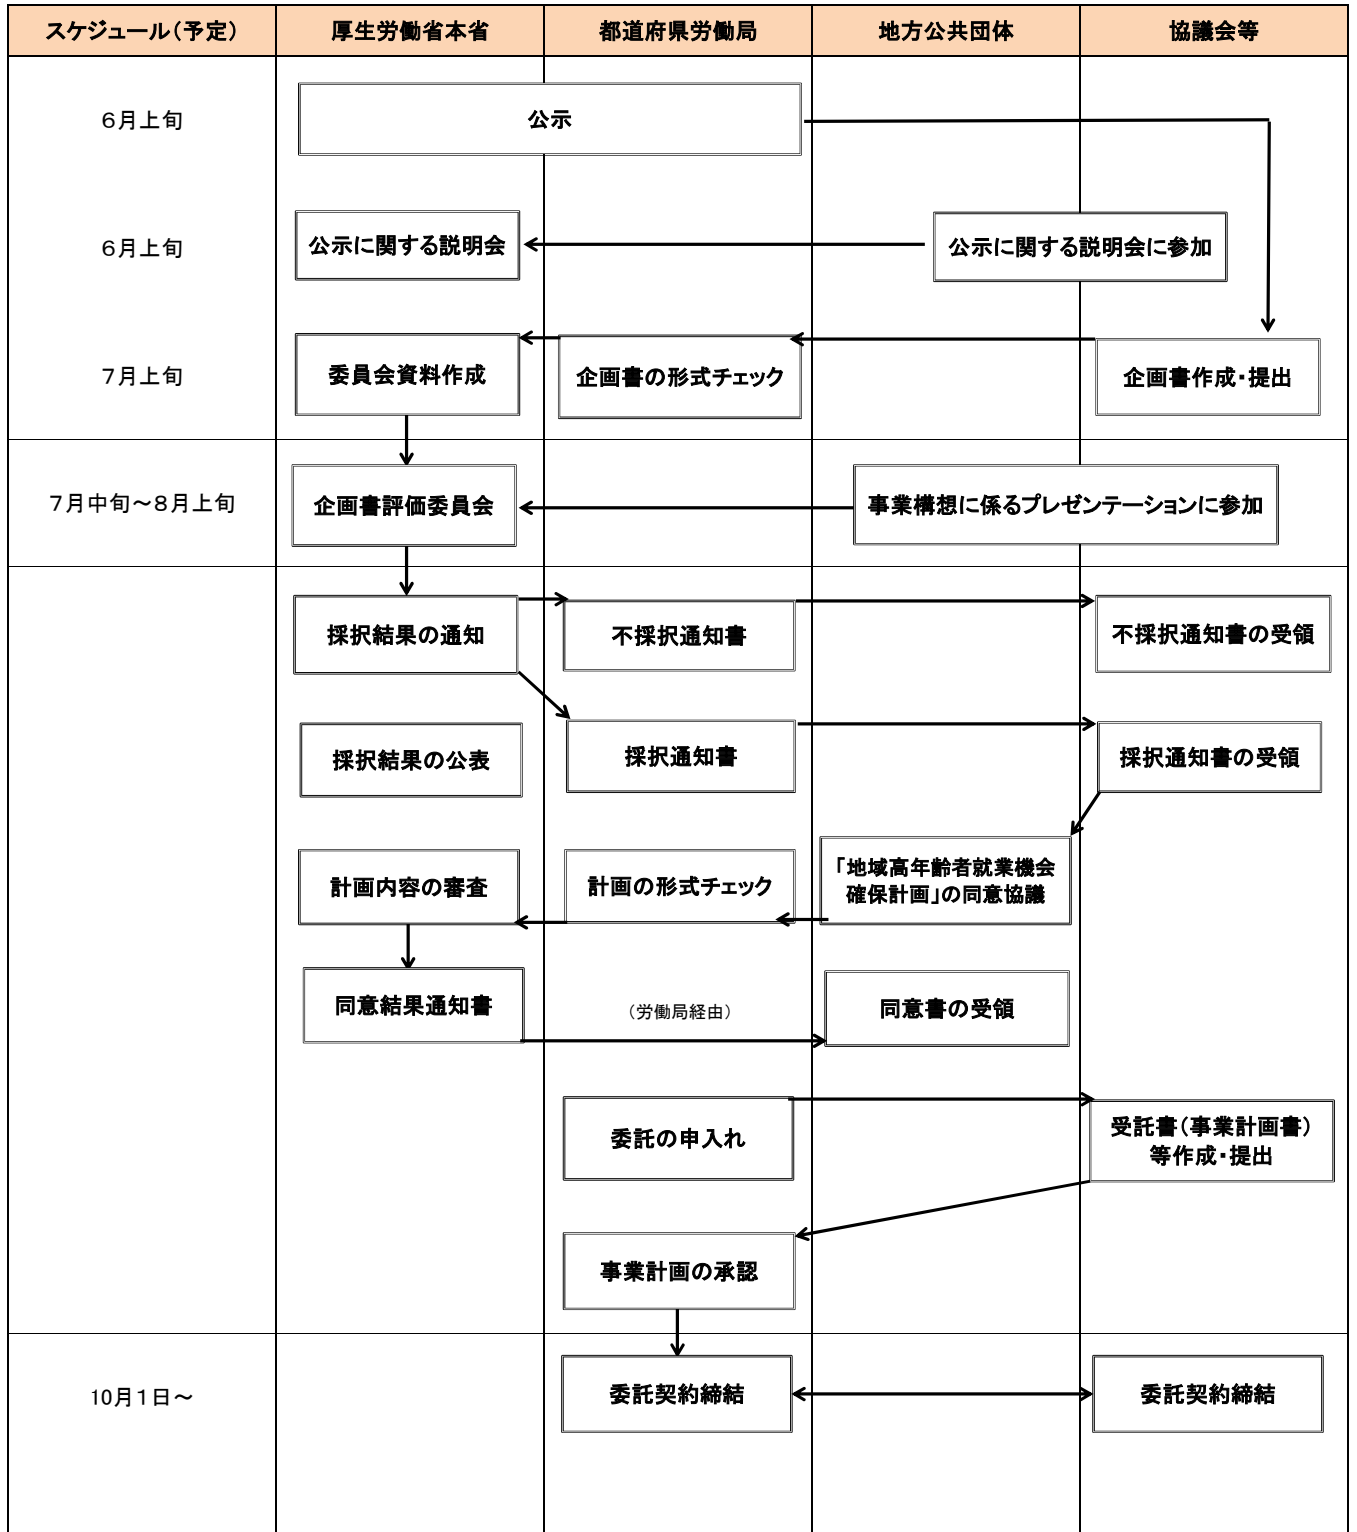 スケジュール（予定）
厚生労働省本省
都道府県労働局
地方公共団体
協議会等
６月上旬
公示
６月上旬
公示に関する説明会
公示に関する説明会に参加
７月上旬
委員会資料作成
企画書の形式チェック
企画書作成・提出
７月中旬～８月上旬
企画書評価委員会
事業構想に係るプレゼンテーションに参加
採択結果の通知
不採択通知書
不採択通知書の受領
採択結果の公表
採択通知書
採択通知書の受領
計画内容の審査
計画の形式チェック
「地域高年齢者就業機会
確保計画」の同意協議
同意結果通知書
（労働局経由）
同意書の受領
委託の申入れ
受託書（事業計画書）
等作成・提出
事業計画の承認
10月１日～
委託契約締結
委託契約締結